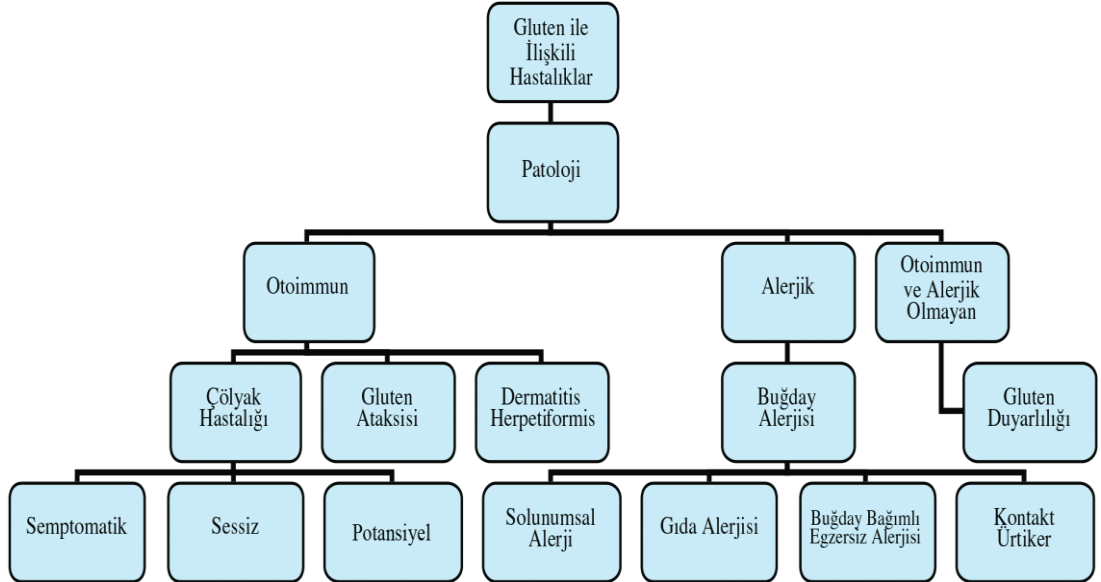 Gluten ile
İlişkili
Hastalıklar
Patoloji
Otoimmun
Alerjik
Otoimmun
ve Alerjik
Olmayan
Çölyak
Hastalığı
Gluten
Ataksisi
Dermatitis
Herpetiformis
Buğday
Alerjisi
Gluten
Duyarlılığı
Semptomatik
Sessiz
Potansiyel
Solunumsal
Alerji
Gıda Alerjisi
Buğday Bağımlı
Egzersiz Alerjisi
Kontakt
Ürtiker